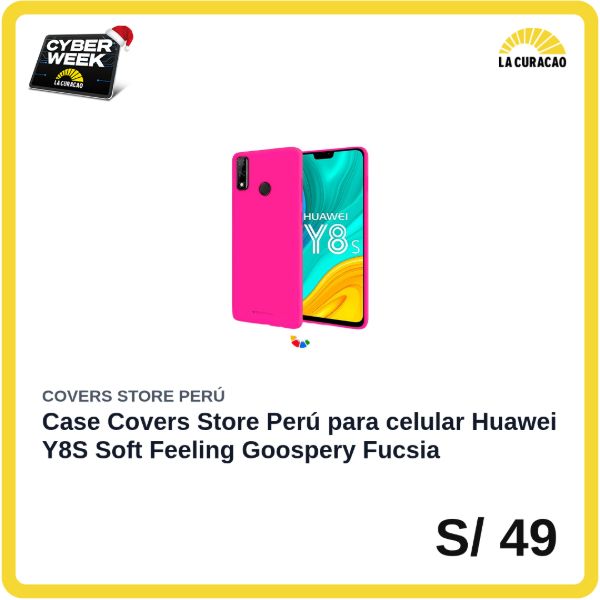 CYBER
WEEK
LA CURACAO
LA CURACAO
HUAWEI
Y8s
COVERS STORE PERÚ
Case Covers Store Perú para celular Huawei
Y8S Soft Feeling Goospery Fucsia
S/ 49